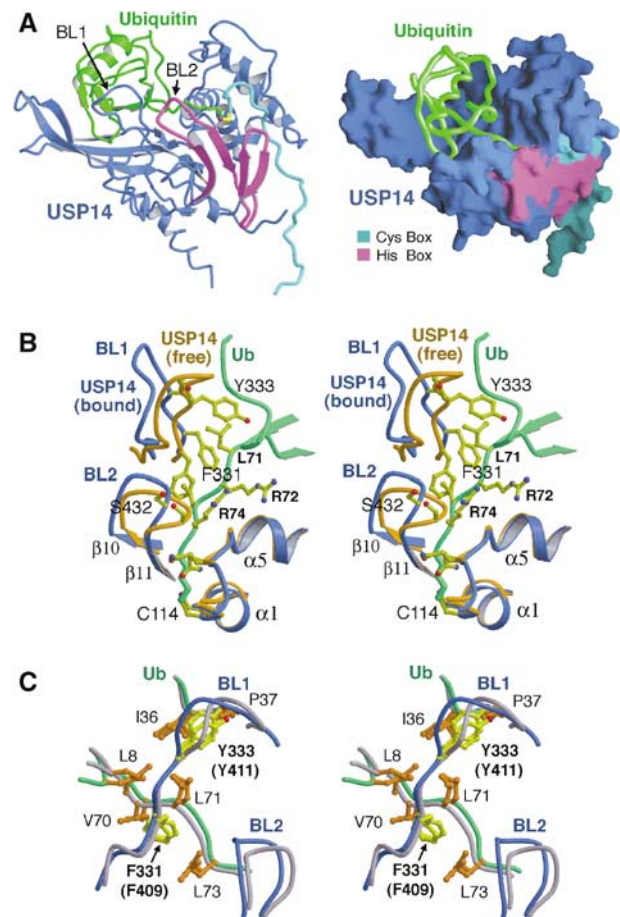 A
Ubiquitin
BL1
BL2
USP14
Ubiquitin
USP14
Cys Box
His Box
B
BL1
USP14
(free)
Ub
Y333
USP14
(bound)
L71
BL2
F331
R72
S432
R74
β10
α5
β11
C114
α1
BL1
USP14
(free)
Ub
Y333
USP14
(bound)
L71
BL2
F331
R72
S432
R74
β10
α5
β11
C114
α1
C
Ub
BL1
P37
I36
Y333
(Y411)
L8
L71
V70
BL2
F331
(F409)
L73
Ub
BL1
P37
I36
Y333
(Y411)
L8
L71
V70
BL2
F331
(F409)
L73